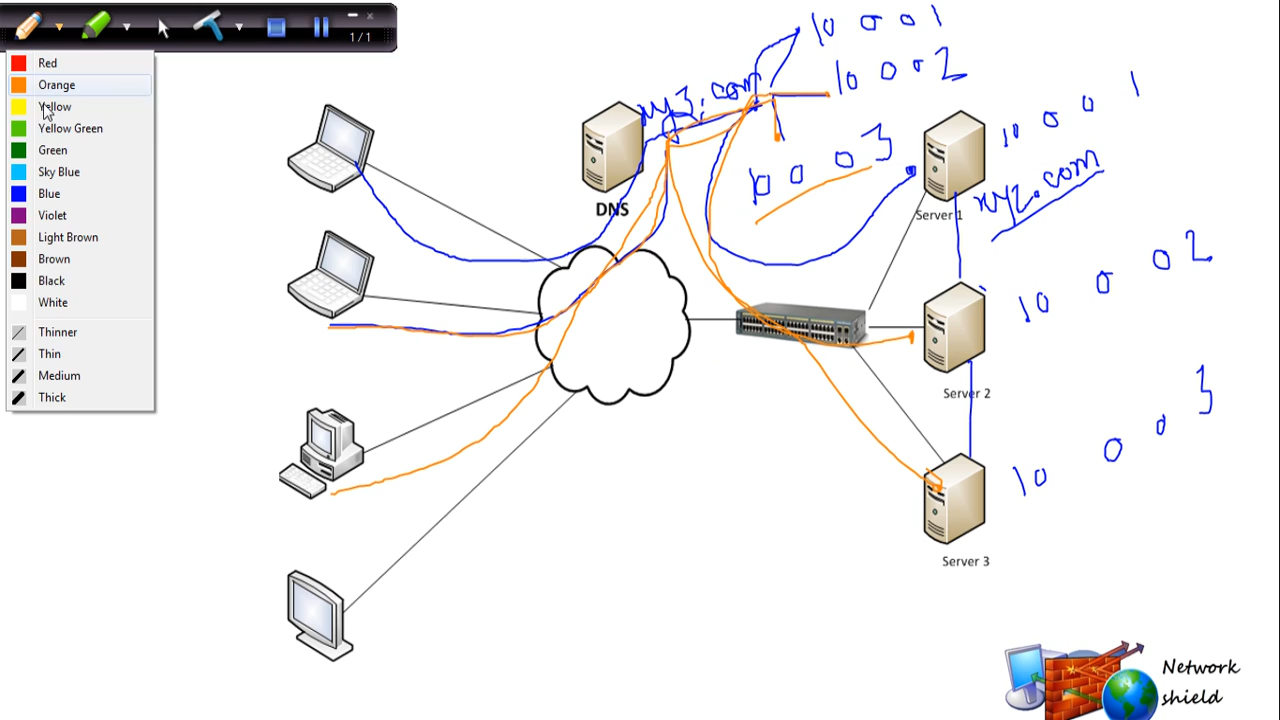 1/1
Red
Orange
Yellow
Yellow Green
Green
Sky Blue
Blue
Violet
Light Brown
Brown
Black
White
Thinner
Thin
Medium
Thick
10 0 0 1
10 0 0 2
xyz.com
10 0 0 3
DNS
10 0 0 1
xyz.com
Server 1
10 0 0 2
Server 2
10 0 0 3
Server 3
Network
shield